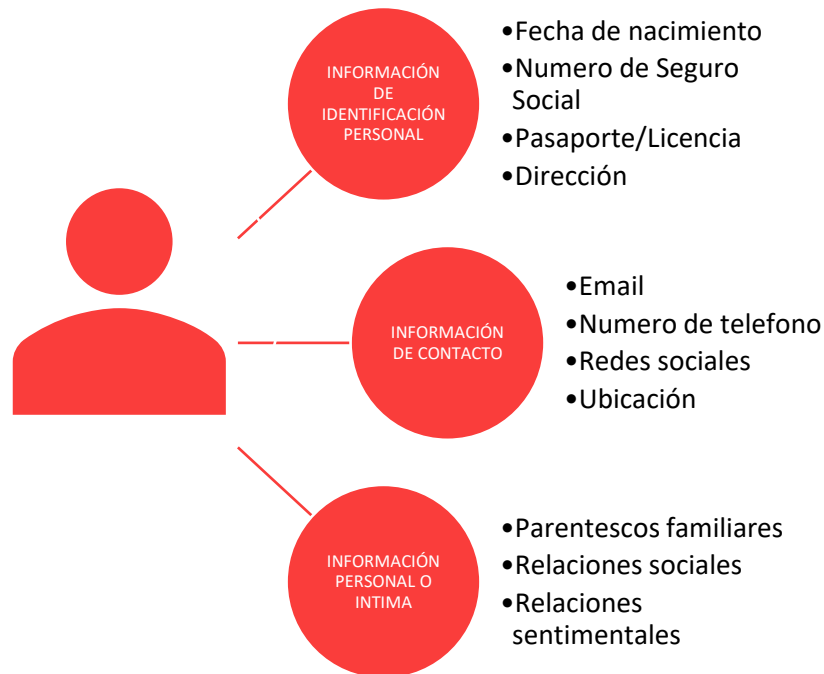 INFORMACIÓN
DE
IDENTIFICACIÓN
PERSONAL
•Fecha de nacimiento
•Numero de Seguro
Social
•Pasaporte/Licencia
•Dirección
INFORMACIÓN
DE CONTACTO
•Email
•Numero de telefono
•Redes sociales
•Ubicación
INFORMACIÓN
PERSONAL O
INTIMA
•Parentescos familiares
•Relaciones sociales
•Relaciones
sentimentales